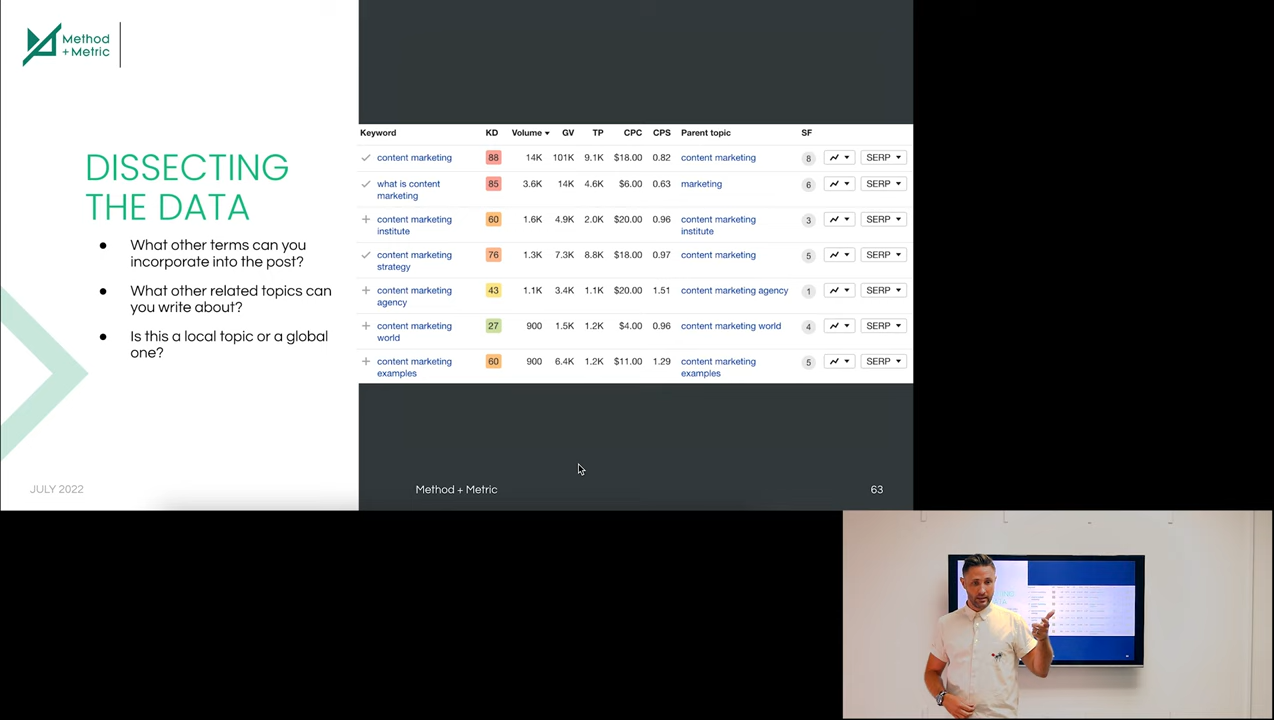 Method
+ Metric
DISSECTING
THE DATA
● What other terms can you
incorporate into the post?
● What other related topics can
you write about?
● Is this a local topic or a global
one?
JULY 2022
Keyword KD Volume GV TP CPC CPS Parent topic SF
content marketing 88 14K 101K 9.1K $18.00 0.82 content marketing 8 SERP
what is content 85 3.6K 14K 4.6K $6.00 0.63 marketing 6 SERP
marketing
content marketing 60 1.6K 4.9K 2.0K $20.00 0.96 content marketing 3 SERP
institute institute
content marketing 76 1.3K 7.3K 8.8K $18.00 0.97 content marketing 5 SERP
strategy
content marketing 43 1.1K 3.4K 1.1K $20.00 1.51 content marketing agency 1 SERP
agency
content marketing 27 900 1.5K 1.2K $4.00 0.96 content marketing world 4 SERP
world
content marketing 60 900 6.4K 1.2K $11.00 1.29 content marketing 5 SERP
examples examples
Method + Metric 63